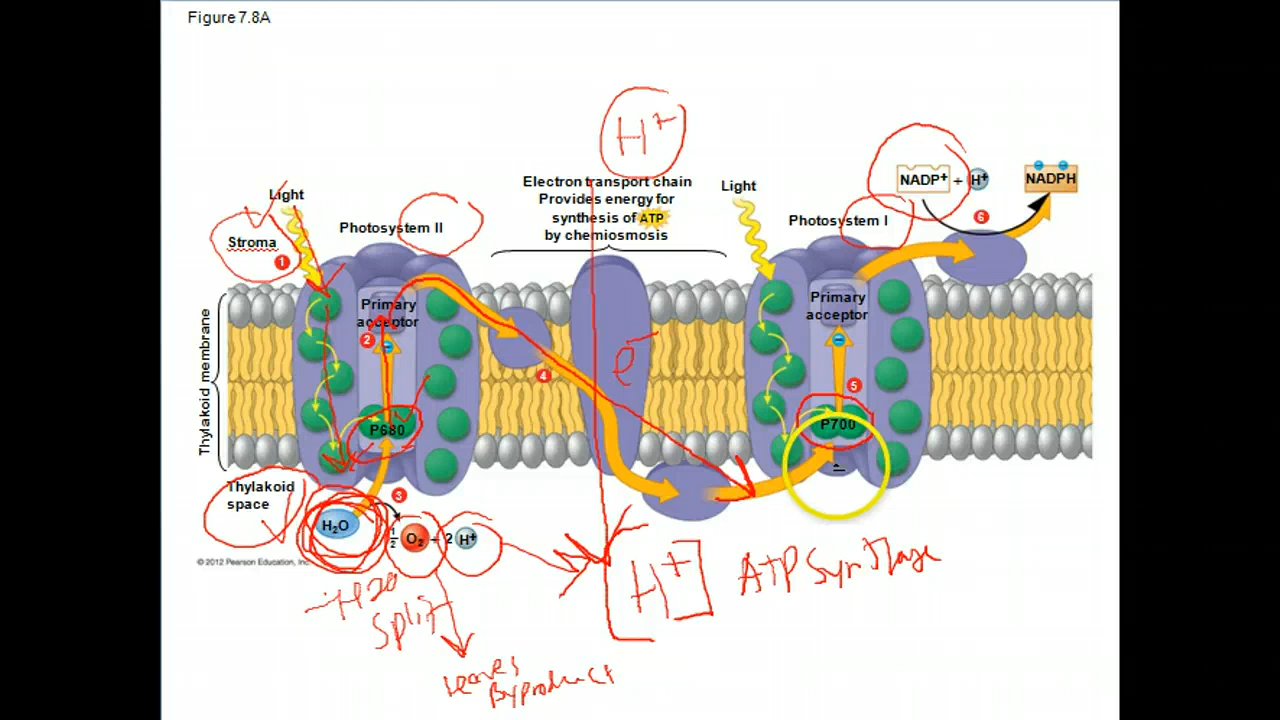 Figure 7.8A
H+
Electron transport chain
Provides energy for
synthesis of ATP
by chemiosmosis
Light
Photosystem II
Stroma
1
Light
Photosystem I
NADP+ + H+
NADPH
6
Thylakoid membrane
Primary
acceptor
2
P680
4
e-
Primary
acceptor
5
P700
Thylakoid
space
3
H₂O
1/2 O₂ + 2 H+
© 2012 Pearson Education, Inc.
H+
ATP Synthase
H20
Split
leaves
Byproduct